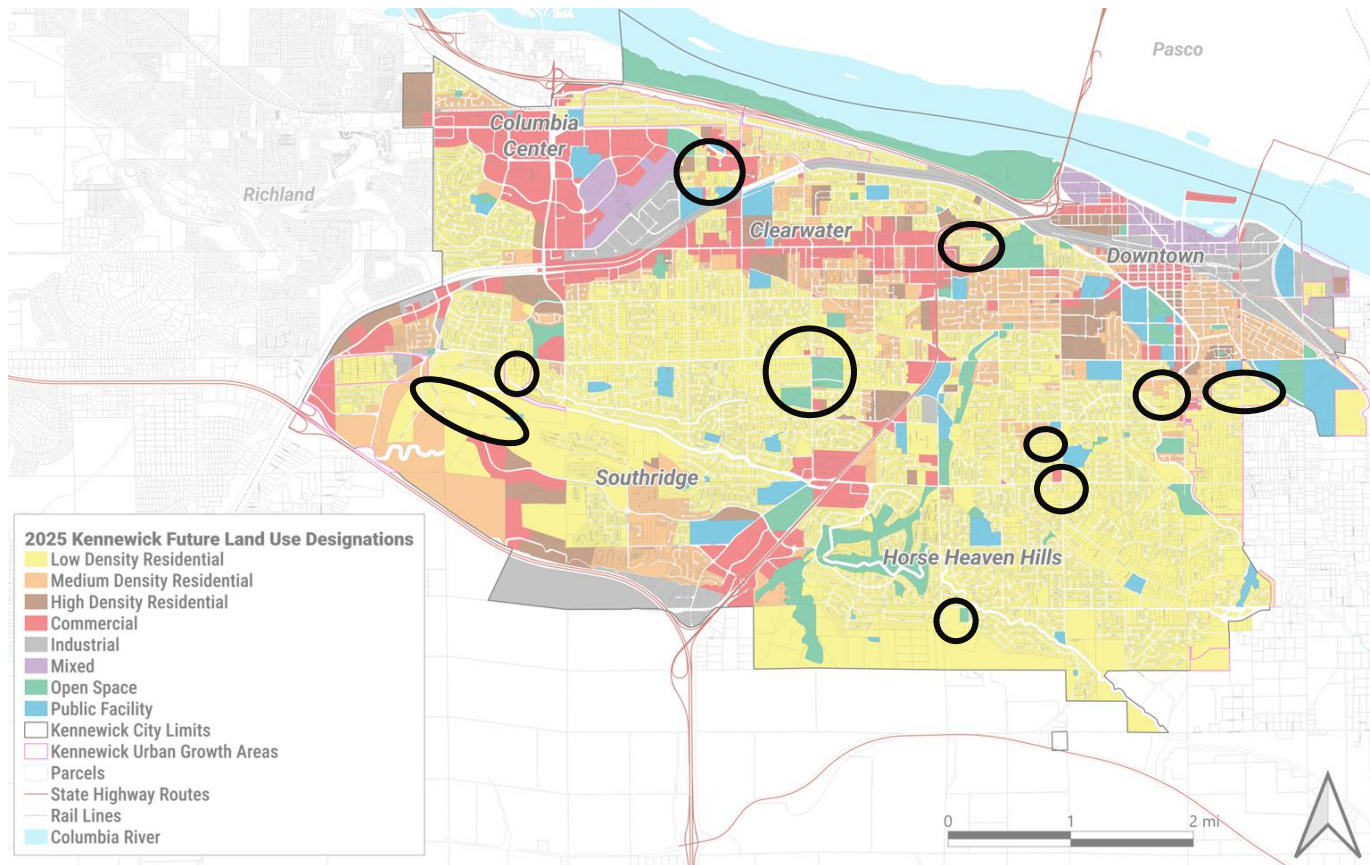 Pasco
Columbia
Center
Richland
Clearwater
Downtown
Southridge
Horse Heaven Hills
2025 Kennewick Future Land Use Designations
Low Density Residential
Medium Density Residential
High Density Residential
Commercial
Industrial
Mixed
Open Space
Public Facility
Kennewick City Limits
Kennewick Urban Growth Areas
Parcels
State Highway Routes
Rail Lines
Columbia River
0 1 2 mi